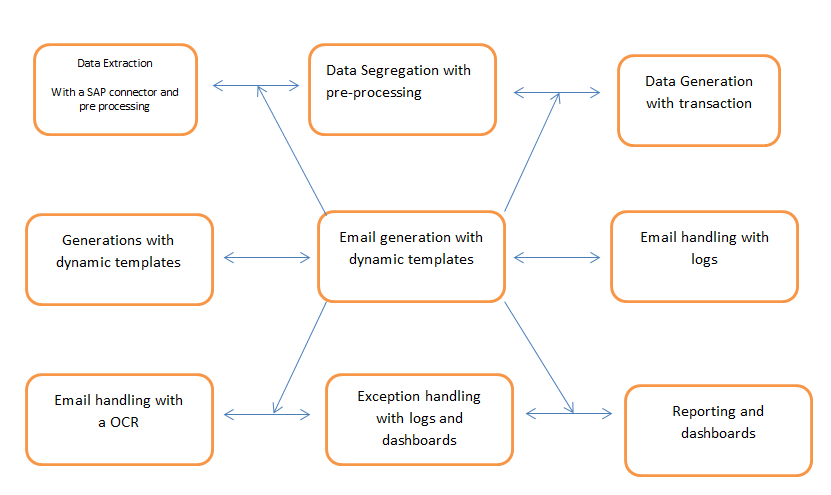 Data Extraction
With a SAP connector and
pre processing
Data Segregation with
pre-processing
Data Generation
with transaction
Generations with
dynamic templates
Email generation with
dynamic templates
Email handling with
logs
Email handling with
a OCR
Exception handling
with logs and
dashboards
Reporting and
dashboards